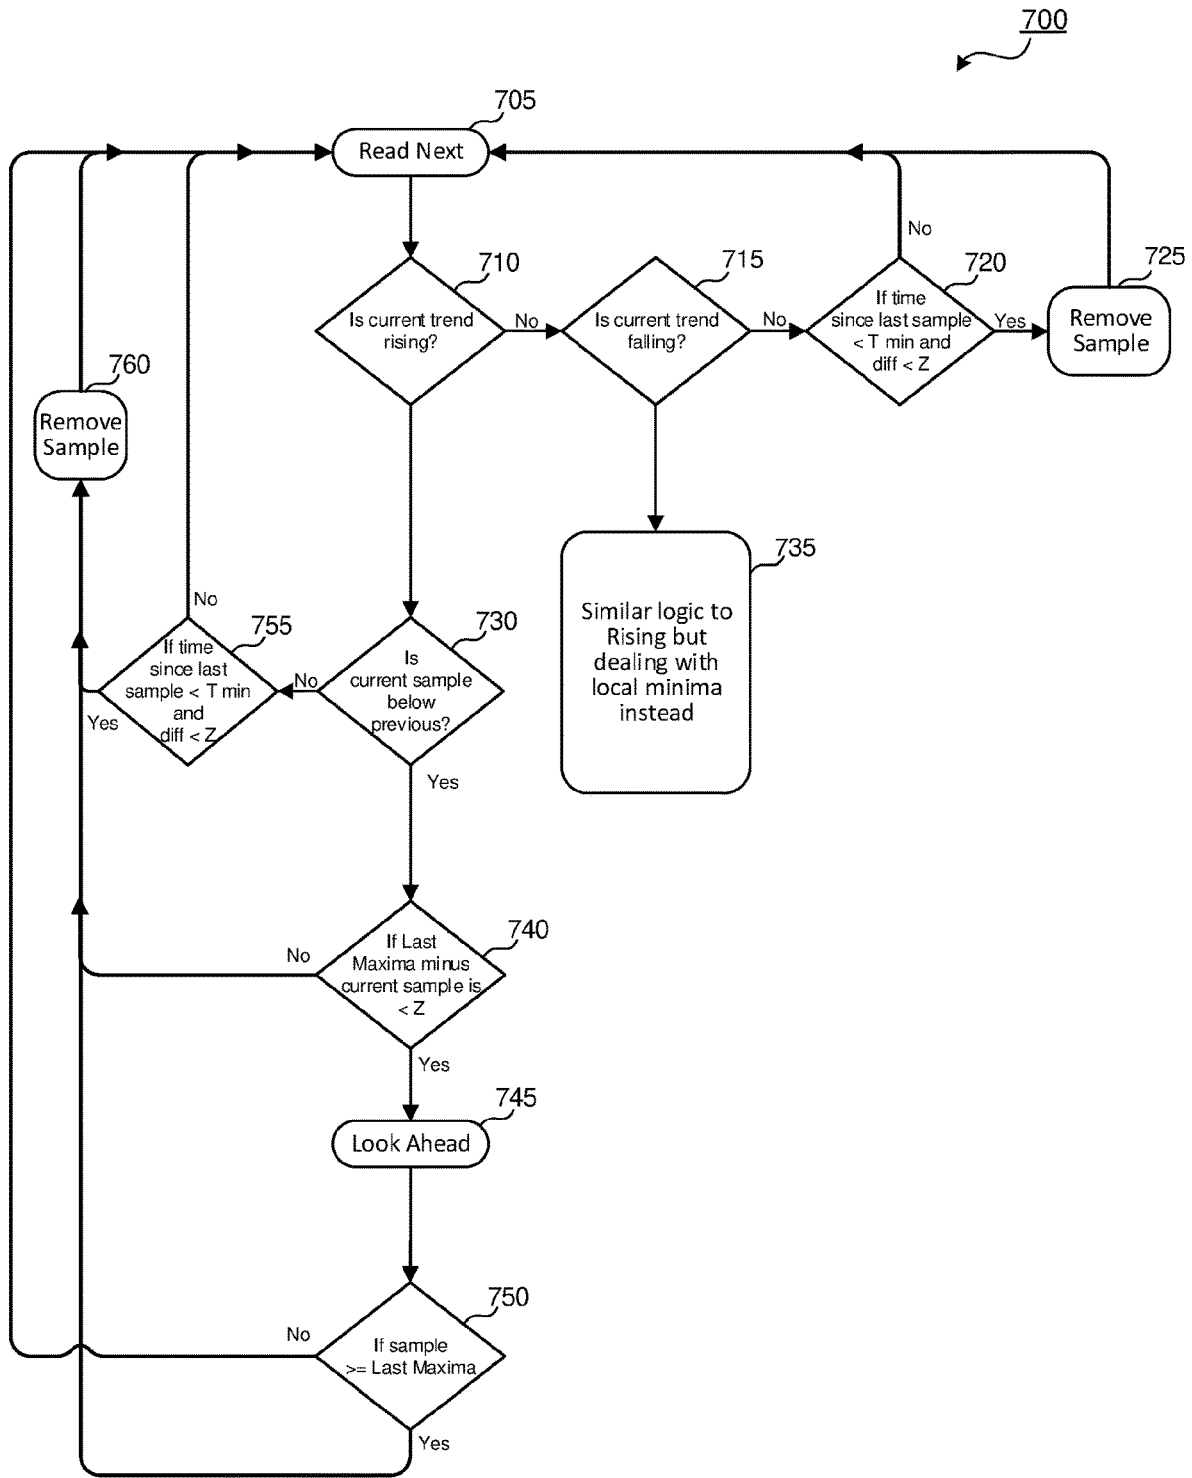 700
705
Read Next
710
Is current trend
rising?
No
715
Is current trend
falling?
No
720
If time
since last sample
< T min and
diff < Z
No
Yes
725
Remove
Sample
760
Remove
Sample
735
Similar logic to
Rising but
dealing with
local minima
instead
No
755
If time
since last
sample < T min
and
diff < Z
Yes
No
730
Is
current sample
below
previous?
Yes
740
If Last
Maxima minus
current sample is
< Z
No
Yes
745
Look Ahead
750
If sample
>= Last Maxima
No
Yes